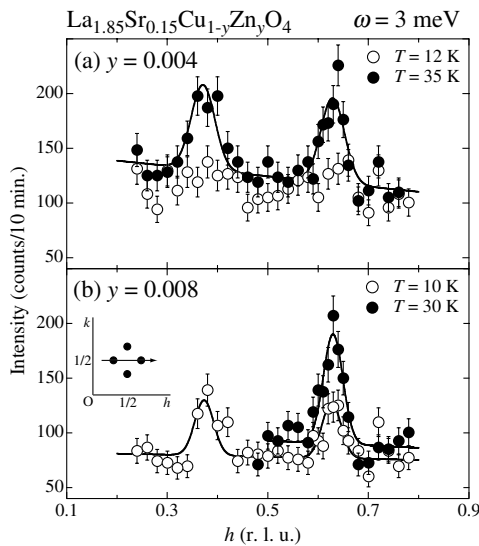 La1.85Sr0.15Cu1-yZnyO4 ω = 3 meV
(a) y = 0.004
T = 12 K
T = 35 K
200
150
100
50
(b) y = 0.008
T = 10 K
T = 30 K
200
150
100
50
k
1/2
O 1/2 h
Intensity (counts/10 min.)
0.1 0.3 0.5 0.7 0.9
h (r. l. u.)